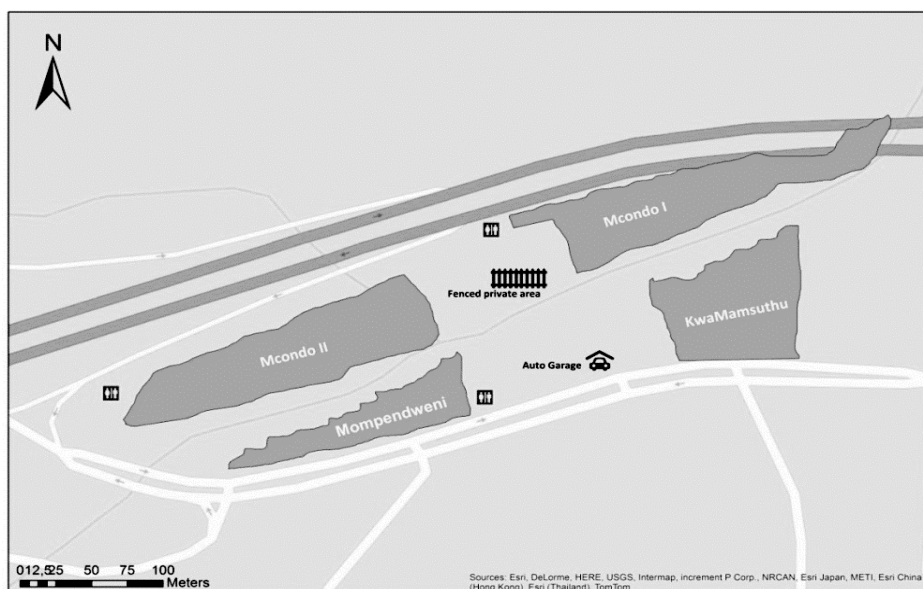 N
Mcondo I
Fenced private area
KwaMamsuthu
Mcondo II
Auto Garage
Mompendweni
012,525 50 75 100
Meters
Sources: Esri, DeLorme, HERE, USGS, Intermap, increment P Corp., NRCAN, Esri Japan, METI, Esri China
(Hong Kong), Esri (Thailand), TomTom